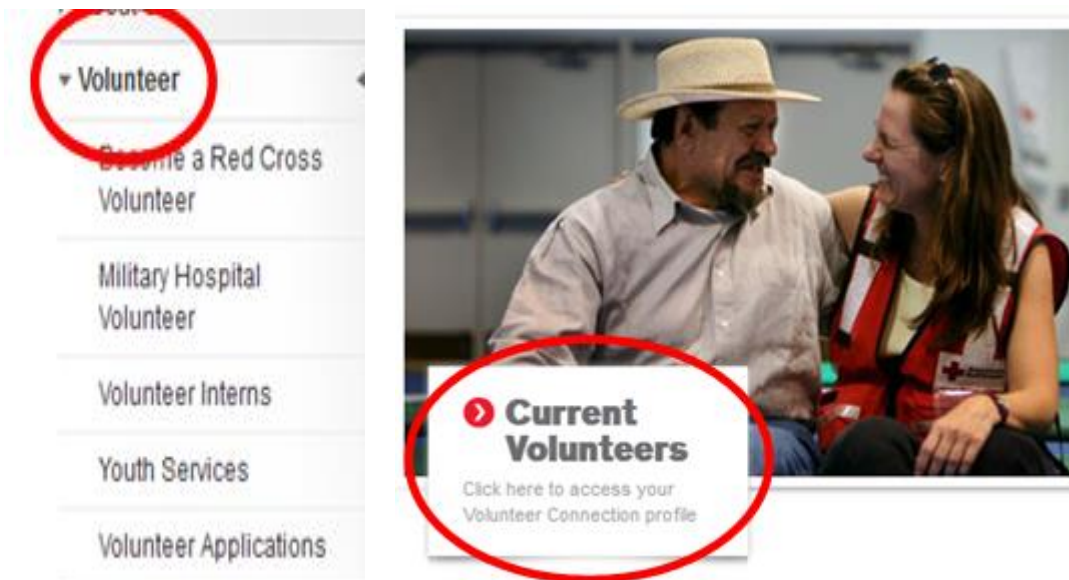 Volunteer
Become a Red Cross
Volunteer
Military Hospital
Volunteer
Volunteer Interns
Youth Services
Volunteer Applications
Current
Volunteers
Click here to access your
Volunteer Connection profile